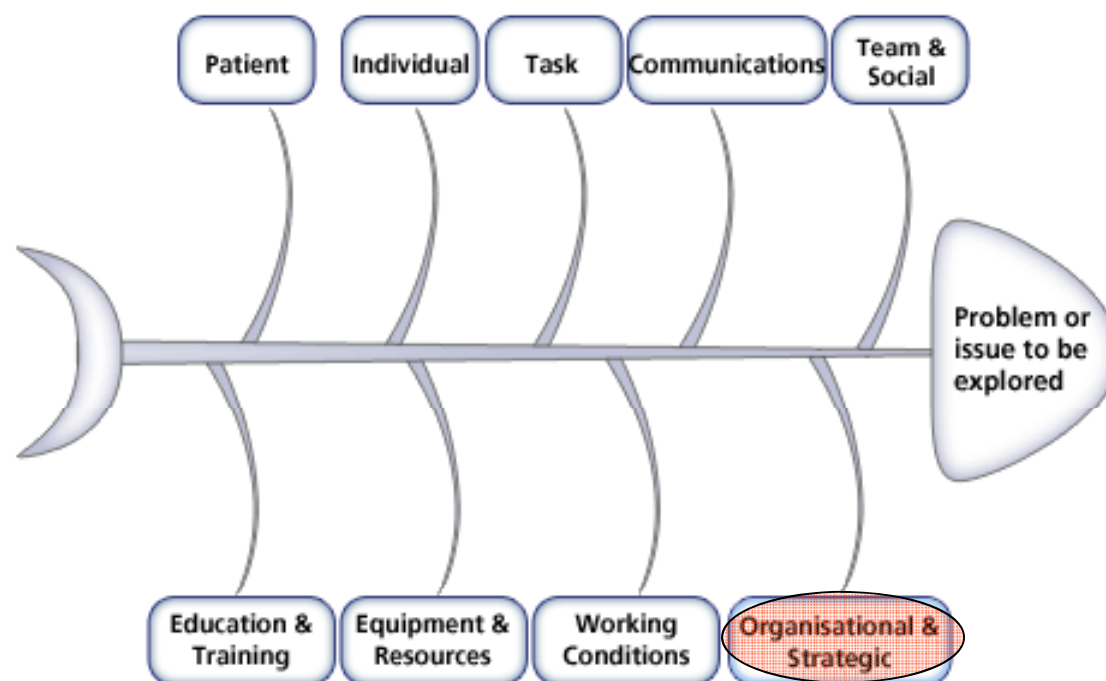 Patient
Individual
Task
Communications
Team &
Social
Problem or
issue to be
explored
Education &
Training
Equipment &
Resources
Working
Conditions
Organisational &
Strategic